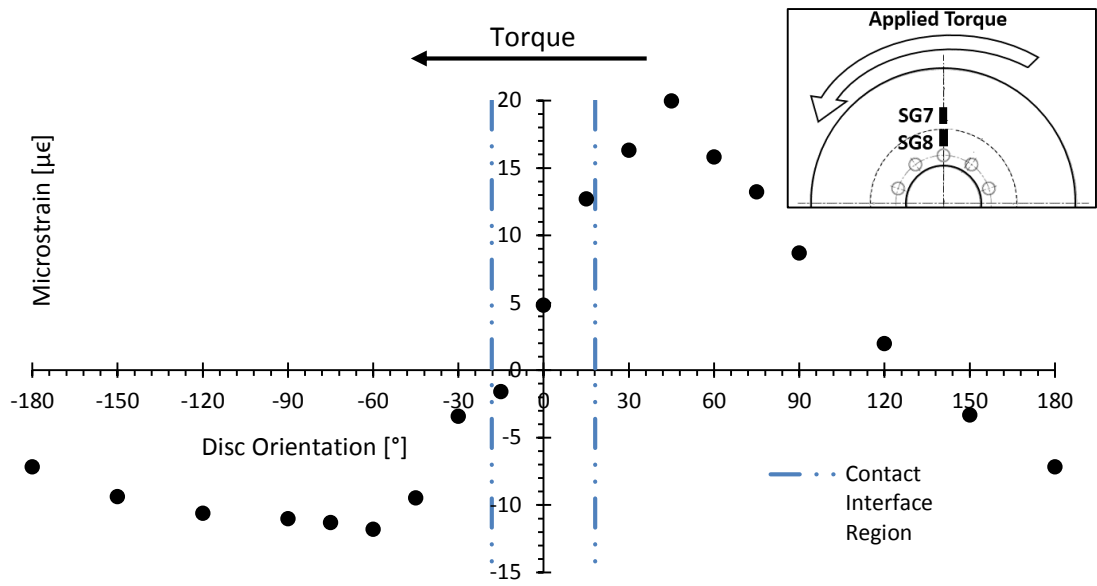 Torque
Applied Torque
SG7
SG8
Microstrain [µε]
20
15
10
5
0
-5
-10
-15
-180 -150 -120 -90 -60 -30 0 30 60 90 120 150 180
Disc Orientation [°]
Contact
Interface
Region